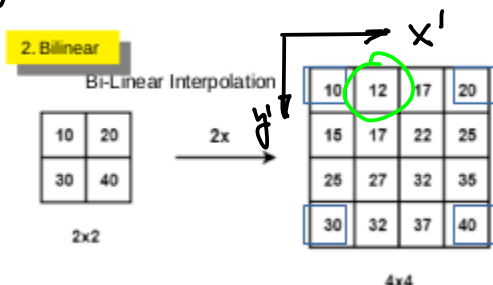 2. Bilinear
x'
Bi-Linear Interpolation
y'
10 12 17 20
10 20
2x
15 17 22 25
30 40
25 27 32 35
2x2
30 32 37 40
4x4